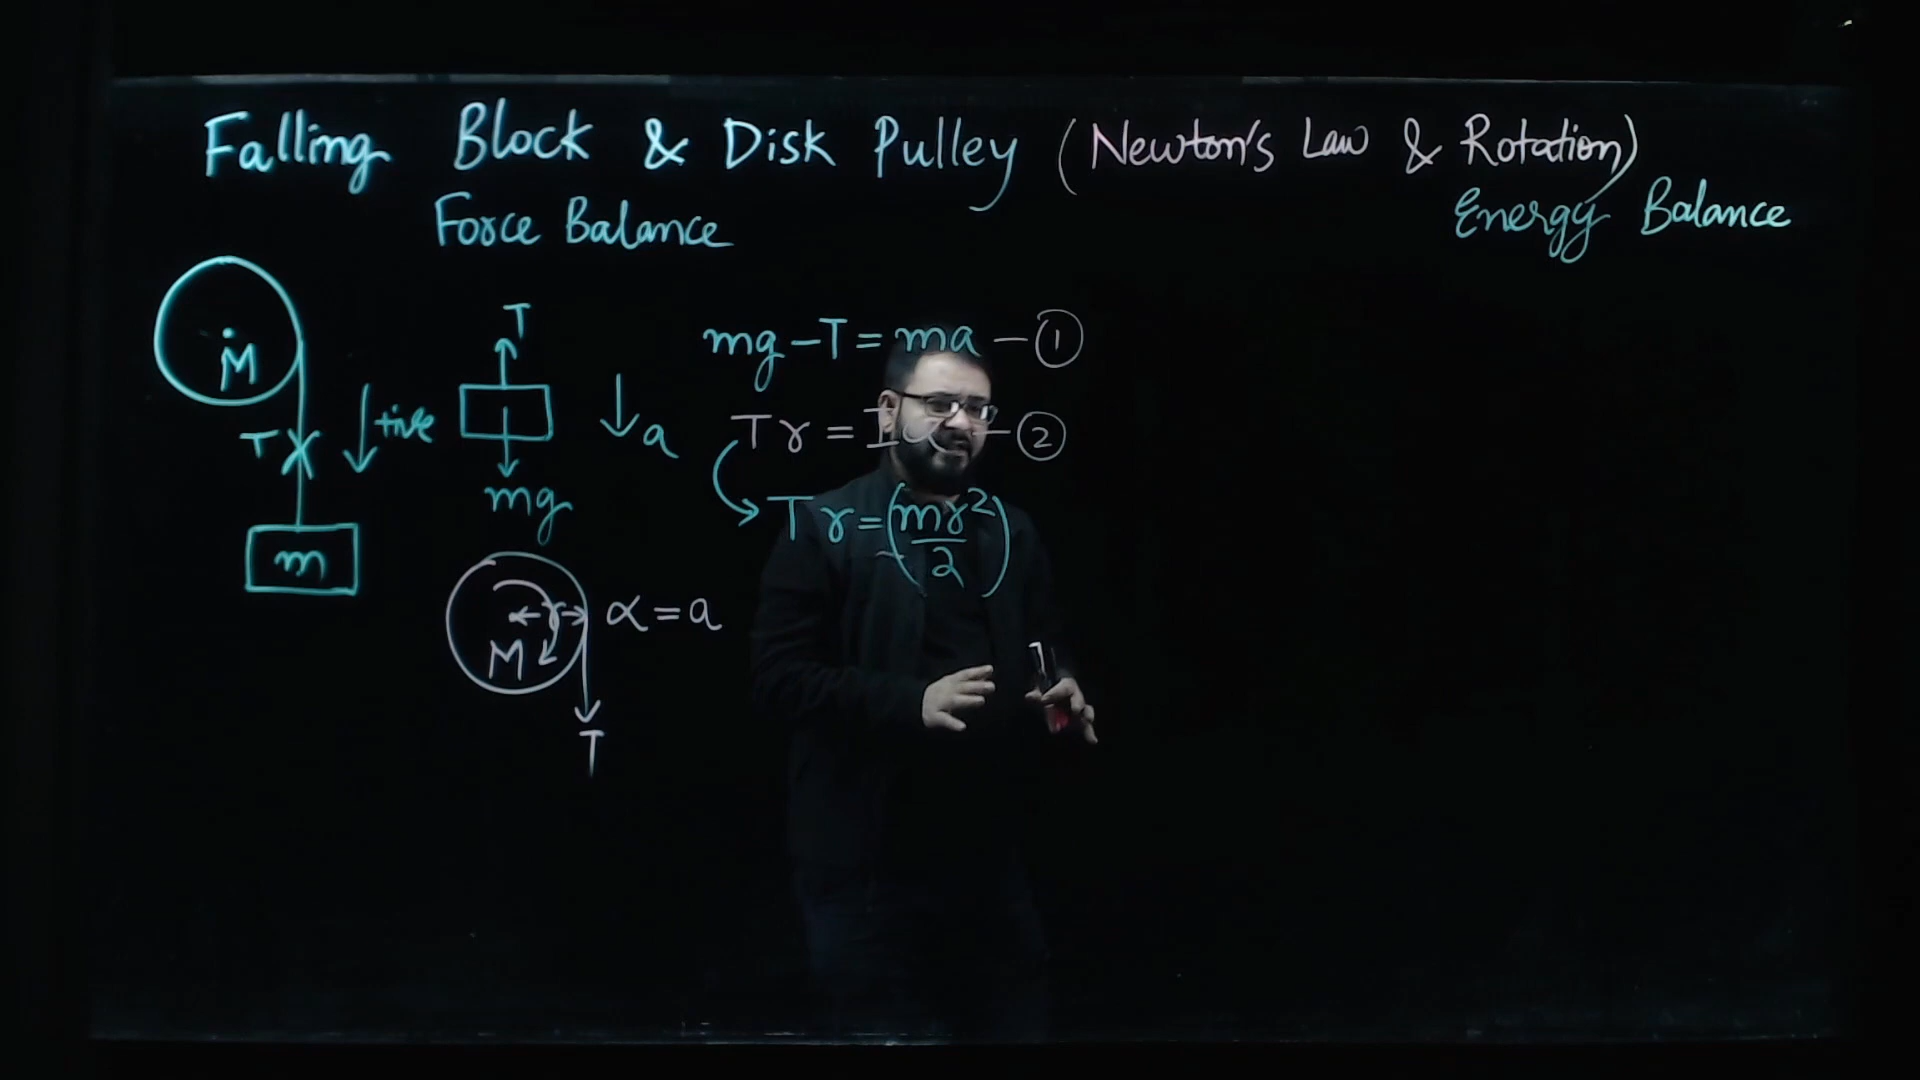 Falling Block & Disk Pulley (Newton's Law & Rotation)
Force Balance
Energy Balance
M
T
+ive
m
T
mg
a
mg - T = ma - ①
Tr = Iα - ②
Tr = (mr²/2)
M
r
α = a
T